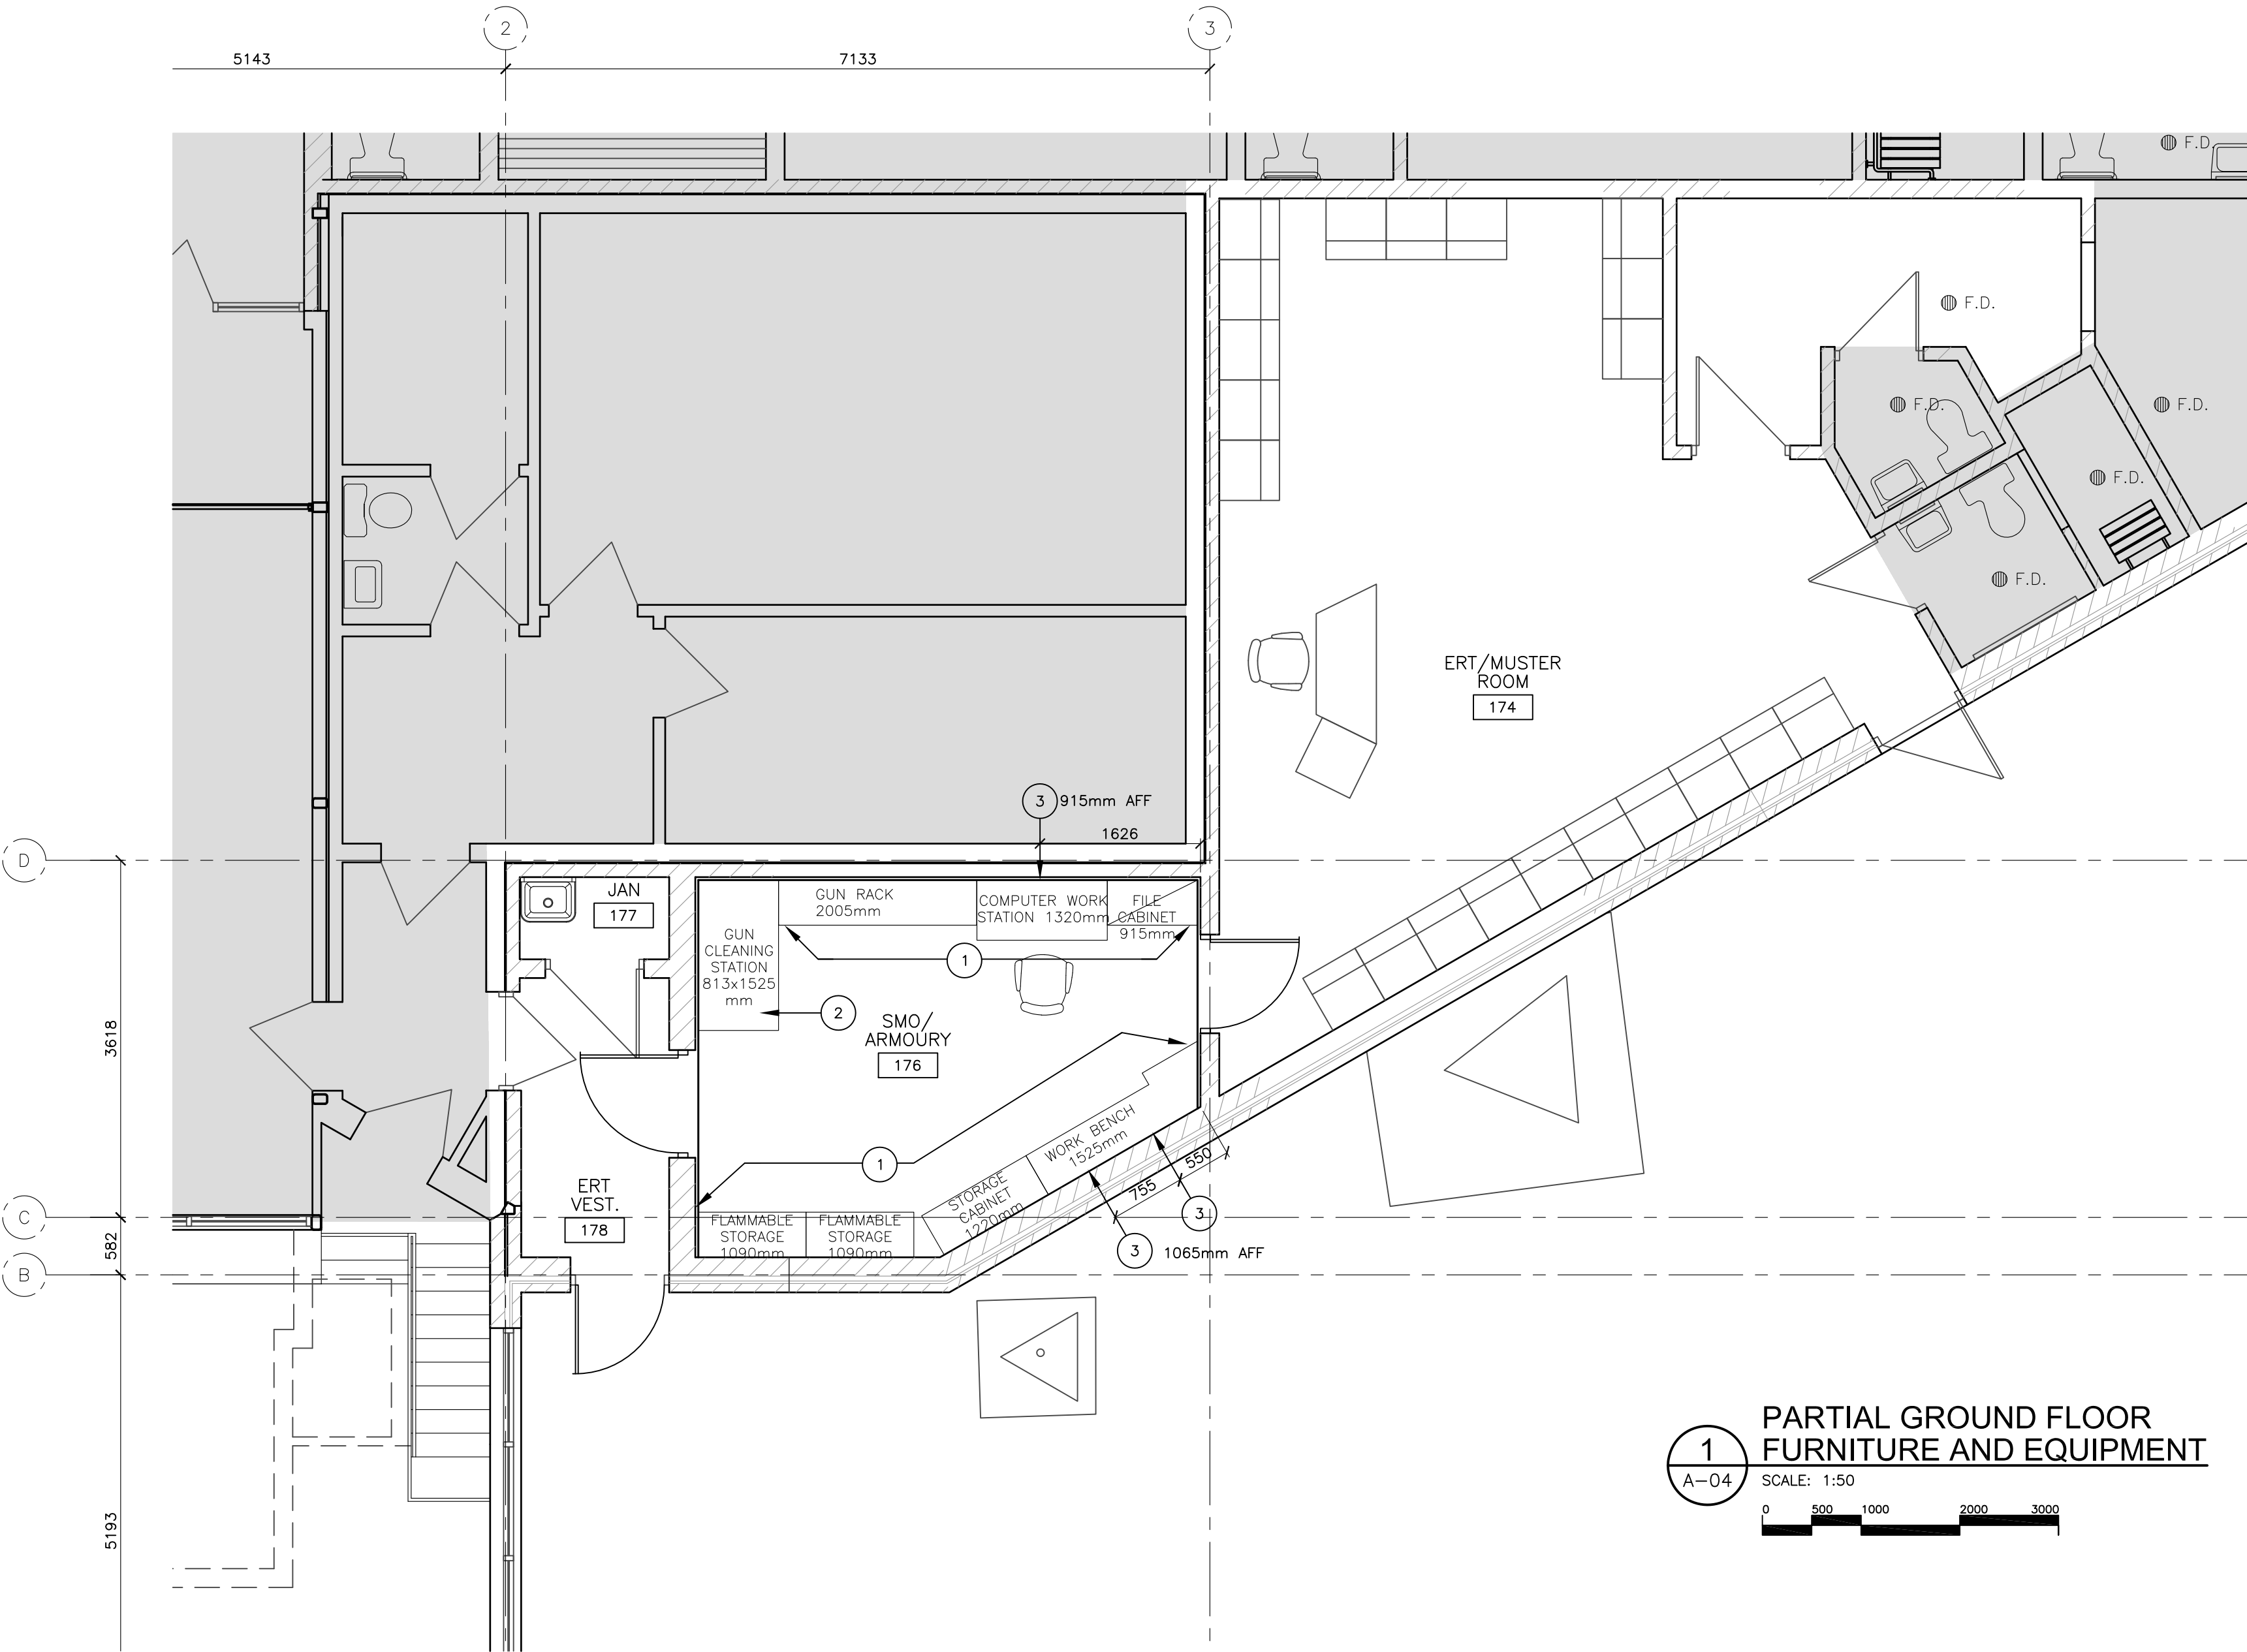 2
3
5143
7133
F.D.
F.D.
F.D.
F.D.
F.D.
F.D.
ERT/MUSTER
ROOM
174
3 915mm AFF
1626
D
JAN
177
GUN RACK
2005mm
COMPUTER WORK
STATION 1320mm
FILE
CABINET
915mm
GUN
CLEANING
STATION
813x1525
mm
1
2
SMO/
ARMOURY
176
3618
WORK BENCH
1525mm
1
550
755
STORAGE
CABINET
1220mm
ERT
VEST.
178
FLAMMABLE
STORAGE
1090mm
FLAMMABLE
STORAGE
1090mm
3
3 1065mm AFF
C
582
B
5193
1
A-04
PARTIAL GROUND FLOOR
FURNITURE AND EQUIPMENT
SCALE: 1:50
0 500 1000 2000 3000